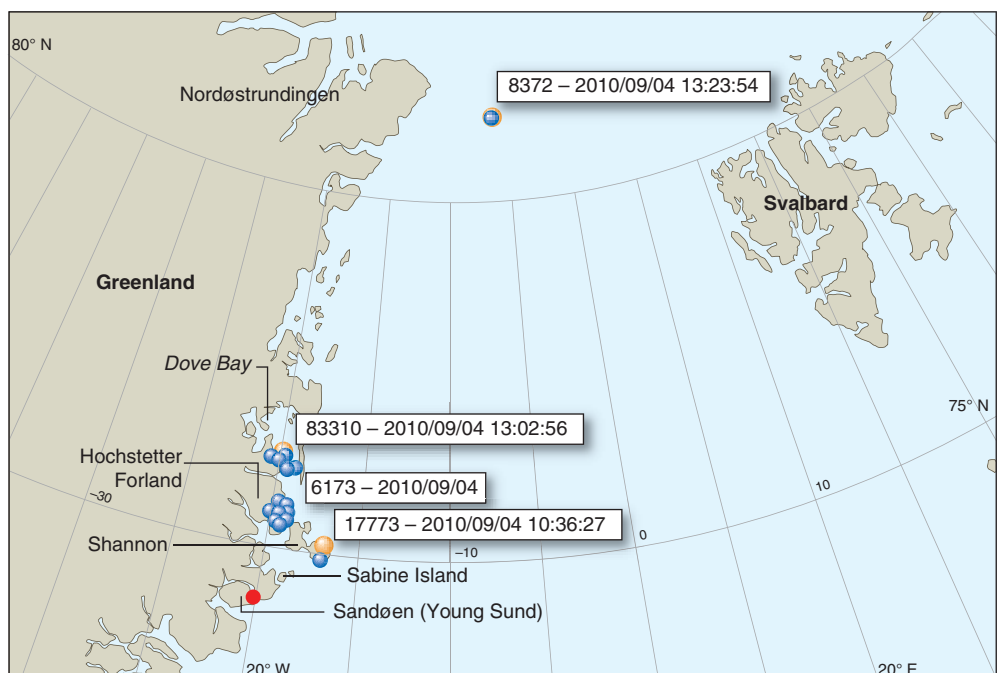 80° N
Nordøstrundingen
8372 – 2010/09/04 13:23:54
Svalbard
Greenland
Dove Bay
75° N
83310 – 2010/09/04 13:02:56
Hochstetter
Forland
6173 – 2010/09/04
–30
10
17773 – 2010/09/04 10:36:27
Shannon
0
–10
Sabine Island
Sandøen (Young Sund)
20° W
20° E